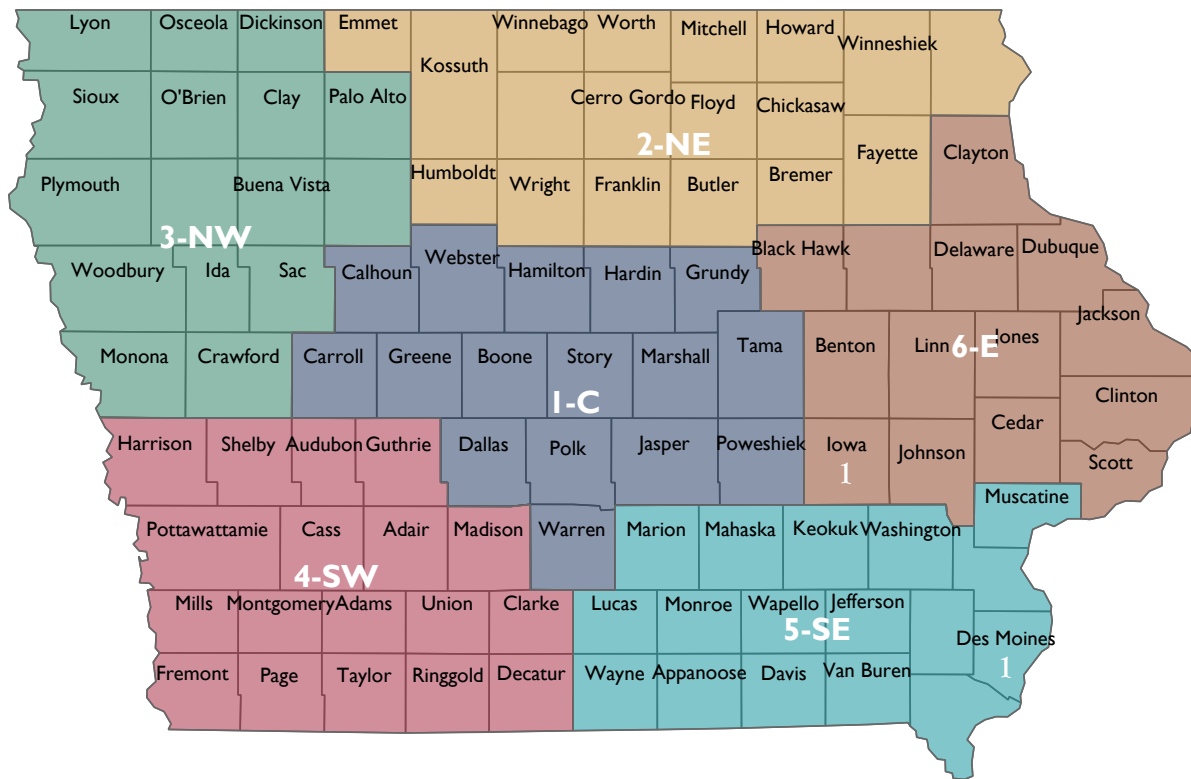 Lyon Osceola Dickinson Emmet Winnebago Worth Mitchell Howard
Kossuth Winneshiek
Sioux O'Brien Clay Palo Alto Cerro Gordo Floyd Chickasaw
2-NE
Humboldt Fayette Clayton
Plymouth Buena Vista Wright Franklin Butler Bremer
3-NW
Webster Black Hawk Delaware Dubuque
Woodbury Ida Sac Calhoun Hamilton Hardin Grundy
Jackson
Monona Crawford Carroll Greene Boone Story Marshall Tama Benton Linn 6-E Jones
1-C
Clinton
Harrison Shelby Audubon Guthrie Dallas Polk Jasper Poweshiek Iowa Johnson Cedar
1
Scott
Muscatine
Pottawattamie Cass Adair Madison Warren Marion Mahaska Keokuk Washington
4-SW
Mills Montgomery Adams Union Clarke Lucas Monroe Wapello Jefferson
5-SE
Des Moines
1
Fremont Page Taylor Ringgold Decatur Wayne Appanoose Davis Van Buren